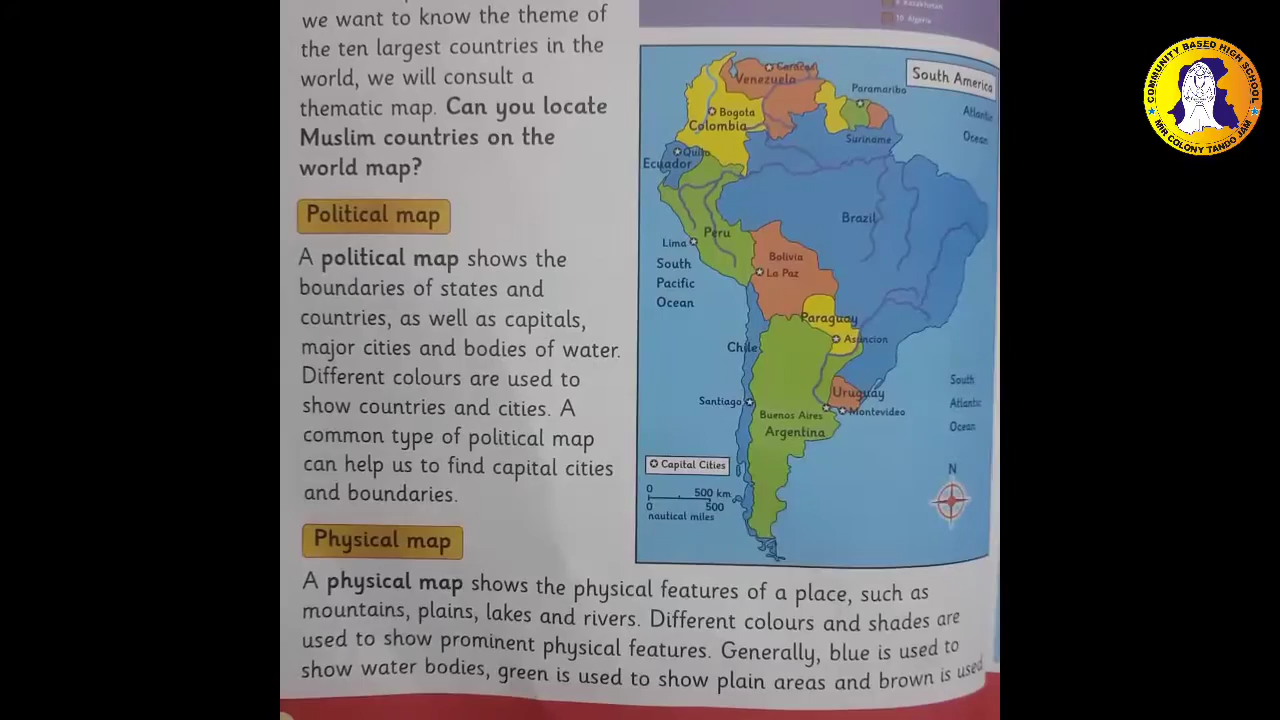 we want to know the theme of
the ten largest countries in the
world, we will consult a
thematic map. Can you locate
Muslim countries on the
world map?
Political map
A political map shows the
boundaries of states and
countries, as well as capitals,
major cities and bodies of water.
Different colours are used to
show countries and cities. A
common type of political map
can help us to find capital cities
and boundaries.
9 Kazakhstan
10 Algeria
South America
Caracas
Venezuela
Paramaribo
Atlantic
Ocean
Bogota
Colombia
Suriname
Quito
Ecuador
Brazil
Peru
Lima
Bolivia
La Paz
South
Pacific
Ocean
Paraguay
Asuncion
Chile
South
Atlantic
Ocean
Uruguay
Santiago
Buenos Aires
Montevideo
Argentina
Capital Cities
0 500 km
0 500
nautical miles
N
Physical map
A physical map shows the physical features of a place, such as
mountains, plains, lakes and rivers. Different colours and shades are
used to show prominent physical features. Generally, blue is used to
show water bodies, green is used to show plain areas and brown is used
COMMUNITY BASED HIGH SCHOOL
MIR COLONY TANDO JAM